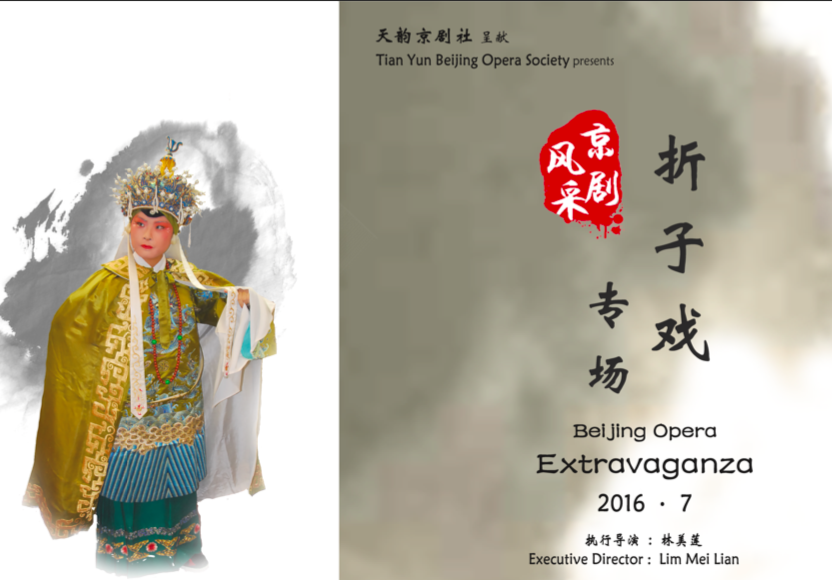 天韵京剧社 呈献
Tian Yun Beijing Opera Society presents
京剧
风采
折子戏
专场
Beijing Opera
Extravaganza
2016 · 7
执行导演 : 林美莲
Executive Director : Lim Mei Lian